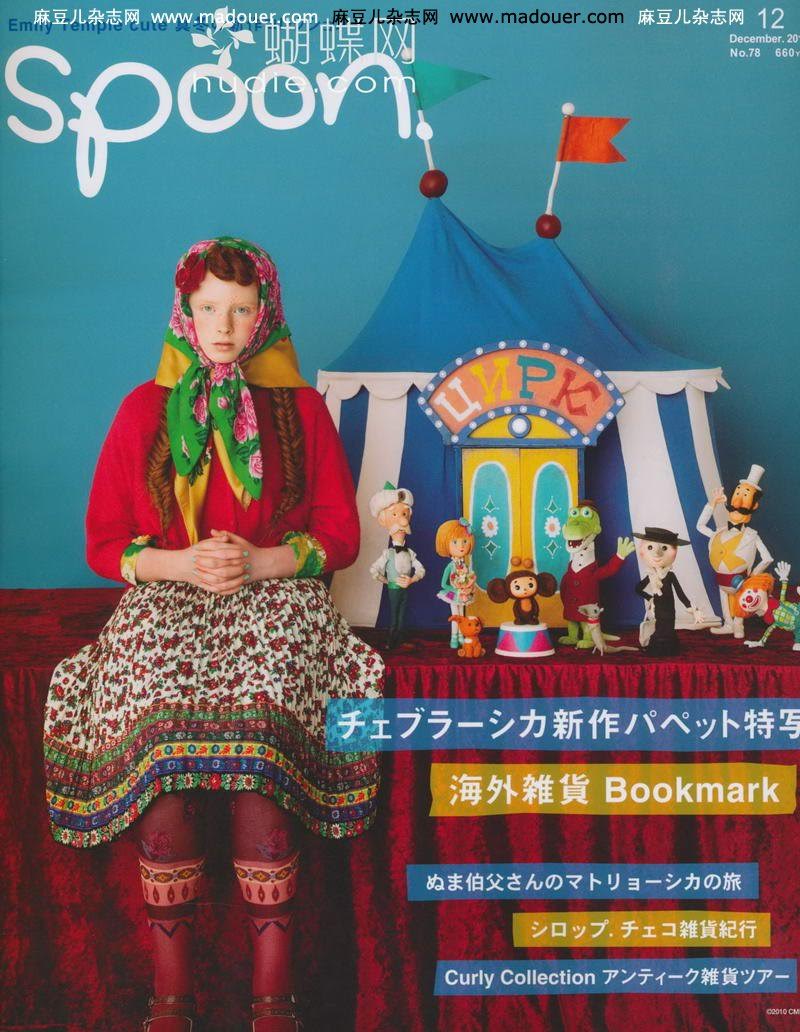 麻豆儿杂志网 www.madouer.com 麻豆儿杂志网 www.madouer.com 麻豆儿杂志网
Emily Temple cute
蝴蝶网
hudie.com
12
December. 201
No.78 660
spoon.
ЦИРК
チェブラーシカ新作パペット特写
海外雑貨 Bookmark
ぬま伯父さんのマトリョーシカの旅
シロップ. チェコ雑貨紀行
Curly Collection アンティーク雑貨ツアー
©2010 CM